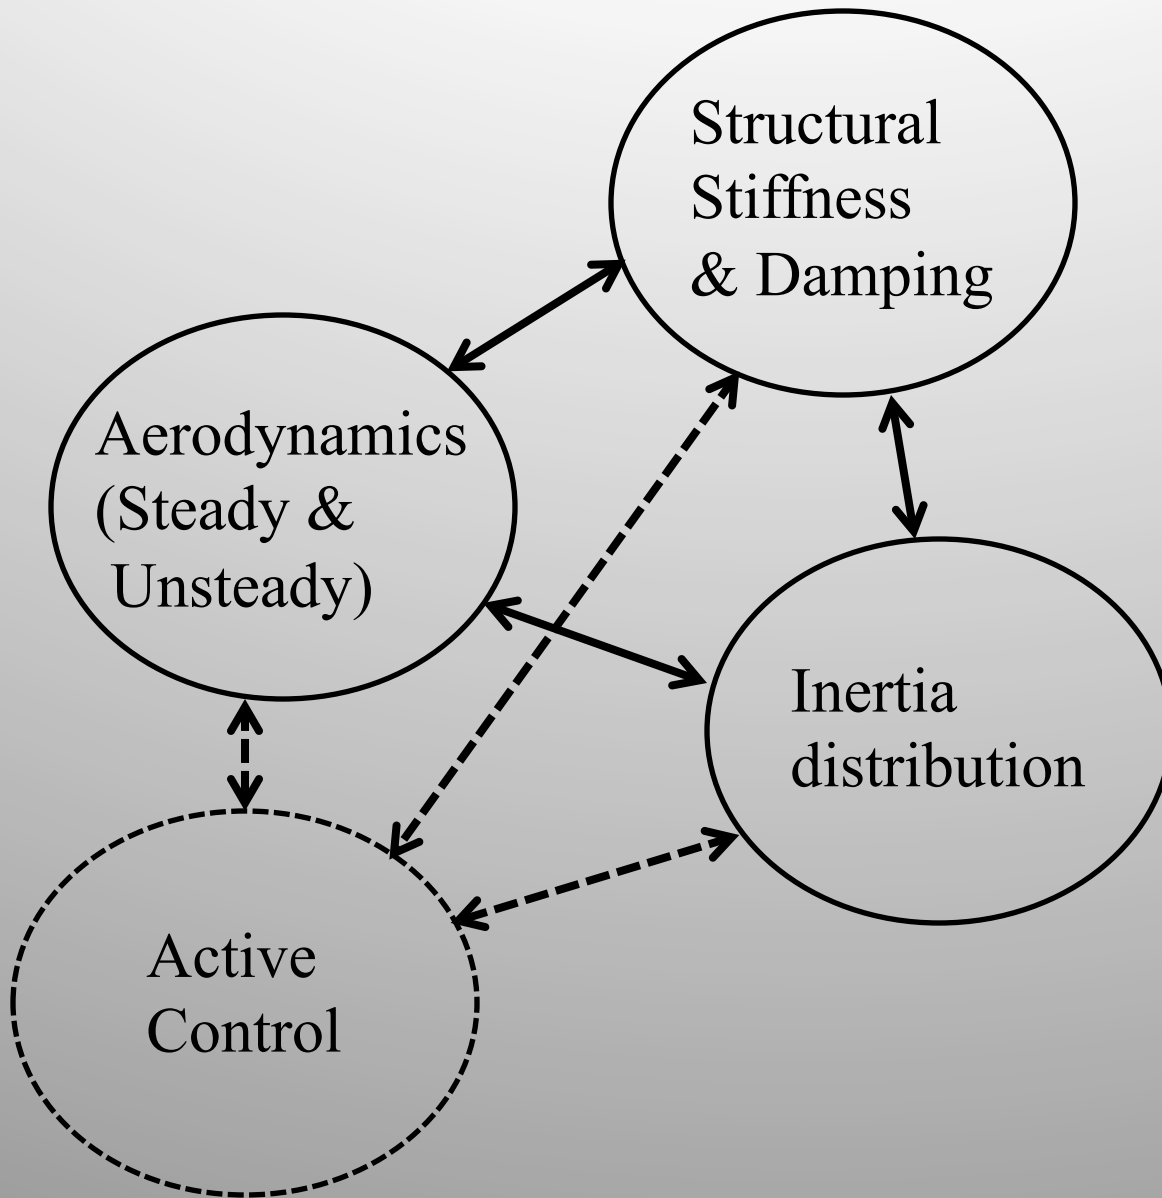 Structural
Stiffness
& Damping
Aerodynamics
(Steady &
Unsteady)
Inertia
distribution
Active
Control